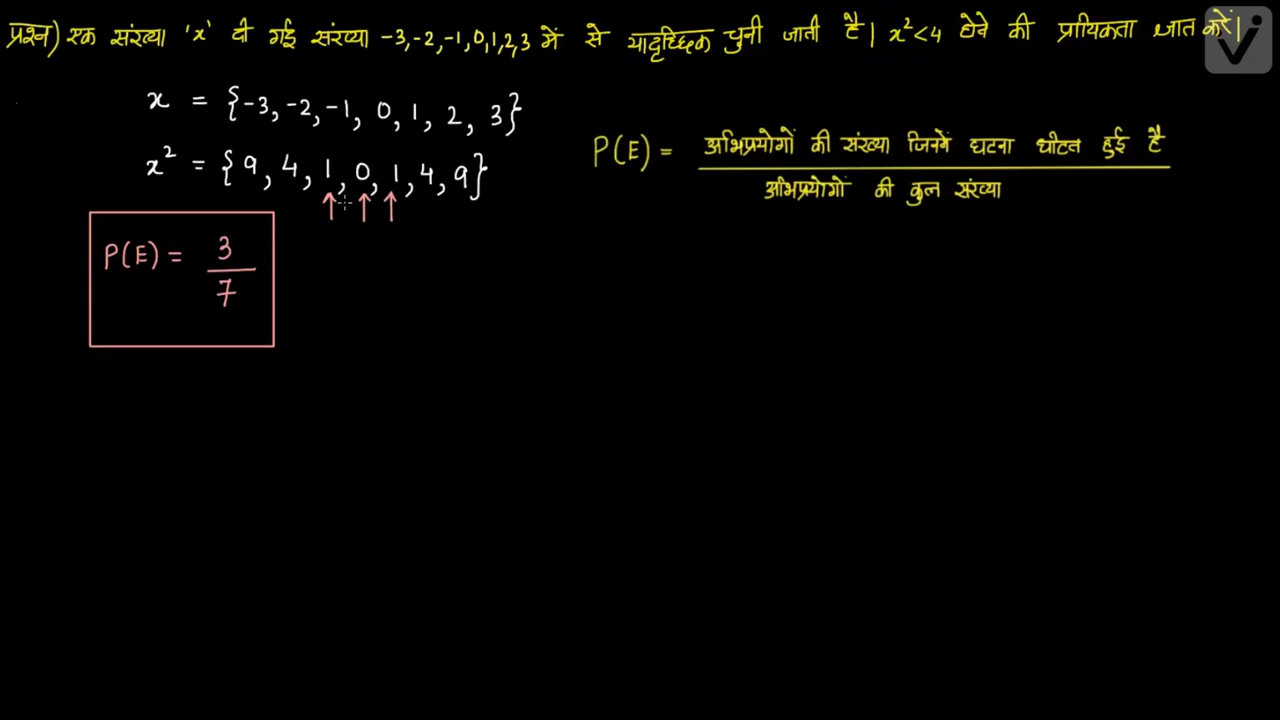 प्रश्न) एक संख्या 'x' दी गई संख्या -3,-2,-1,0,1,2,3 में से यादृच्छिक चुनी जाती है| x²<4 होने की प्रायिकता ज्ञात करें|
x = {-3, -2, -1, 0, 1, 2, 3}
x² = {9, 4, 1, 0, 1, 4, 9}
P(E) = अभिप्रयोगों की संख्या जिनमें घटना घटित हुई है
अभिप्रयोगों की कुल संख्या
P(E) = 3
7